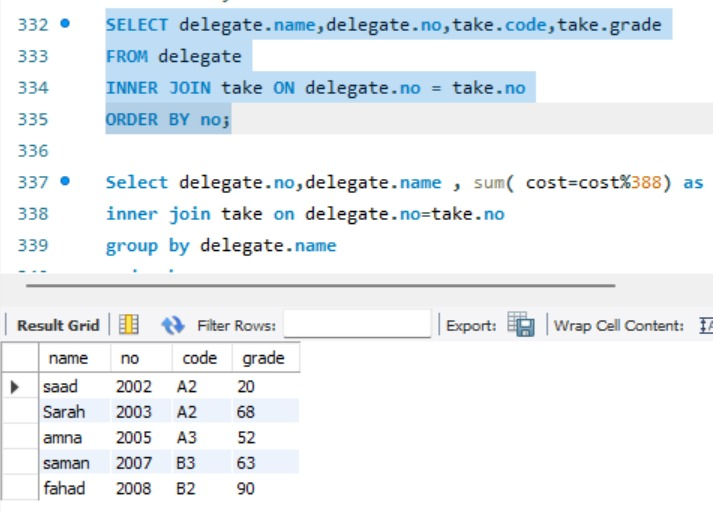 332 SELECT delegate.name,delegate.no,take.code,take.grade
333 FROM delegate
334 INNER JOIN take ON delegate.no = take.no
335 ORDER BY no;
336
337 Select delegate.no,delegate.name , sum( cost=cost%388) as
338 inner join take on delegate.no=take.no
339 group by delegate.name
Result Grid Filter Rows: Export: Wrap Cell Content:
name no code grade
saad 2002 A2 20
Sarah 2003 A2 68
amna 2005 A3 52
saman 2007 B3 63
fahad 2008 B2 90